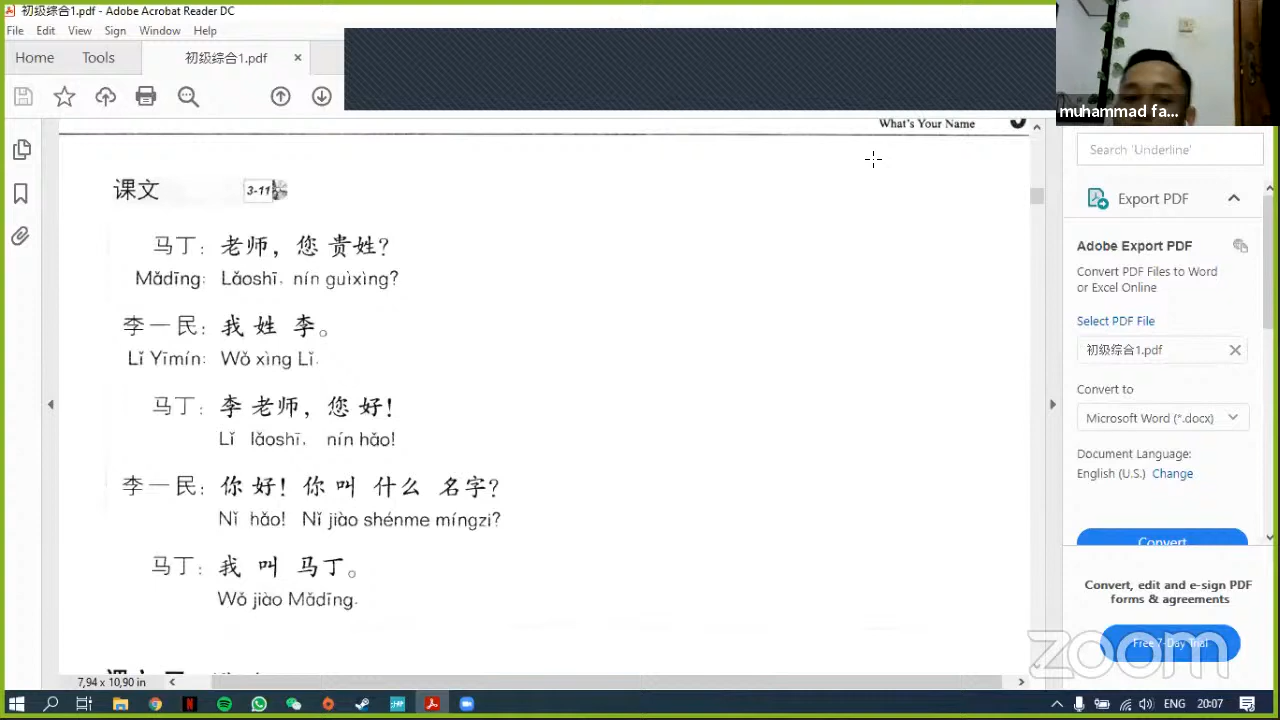 初级综合1.pdf - Adobe Acrobat Reader DC
File Edit View Sign Window Help
Home Tools 初级综合1.pdf ×
muhammad fa...
What's Your Name
课文 3-11
马丁： 老师，您 贵姓？
Mǎdīng: Lǎoshī, nín guìxìng?
李一民： 我 姓 李。
Lǐ Yīmín: Wǒ xìng Lǐ.
马丁： 李 老师，您 好！
Lǐ lǎoshī, nín hǎo!
李一民： 你 好！ 你 叫 什么 名字？
Nǐ hǎo! Nǐ jiào shénme míngzi?
马丁： 我 叫 马丁。
Wǒ jiào Mǎdīng.
7,94 x 10,90 in
Search 'Underline'
Export PDF
Adobe Export PDF
Convert PDF Files to Word
or Excel Online
Select PDF File
初级综合1.pdf
Convert to
Microsoft Word (*.docx)
Document Language:
English (U.S.) Change
Convert
Convert, edit and e-sign PDF
forms & agreements
Free 7-Day Trial
zoom
ENG 20:07